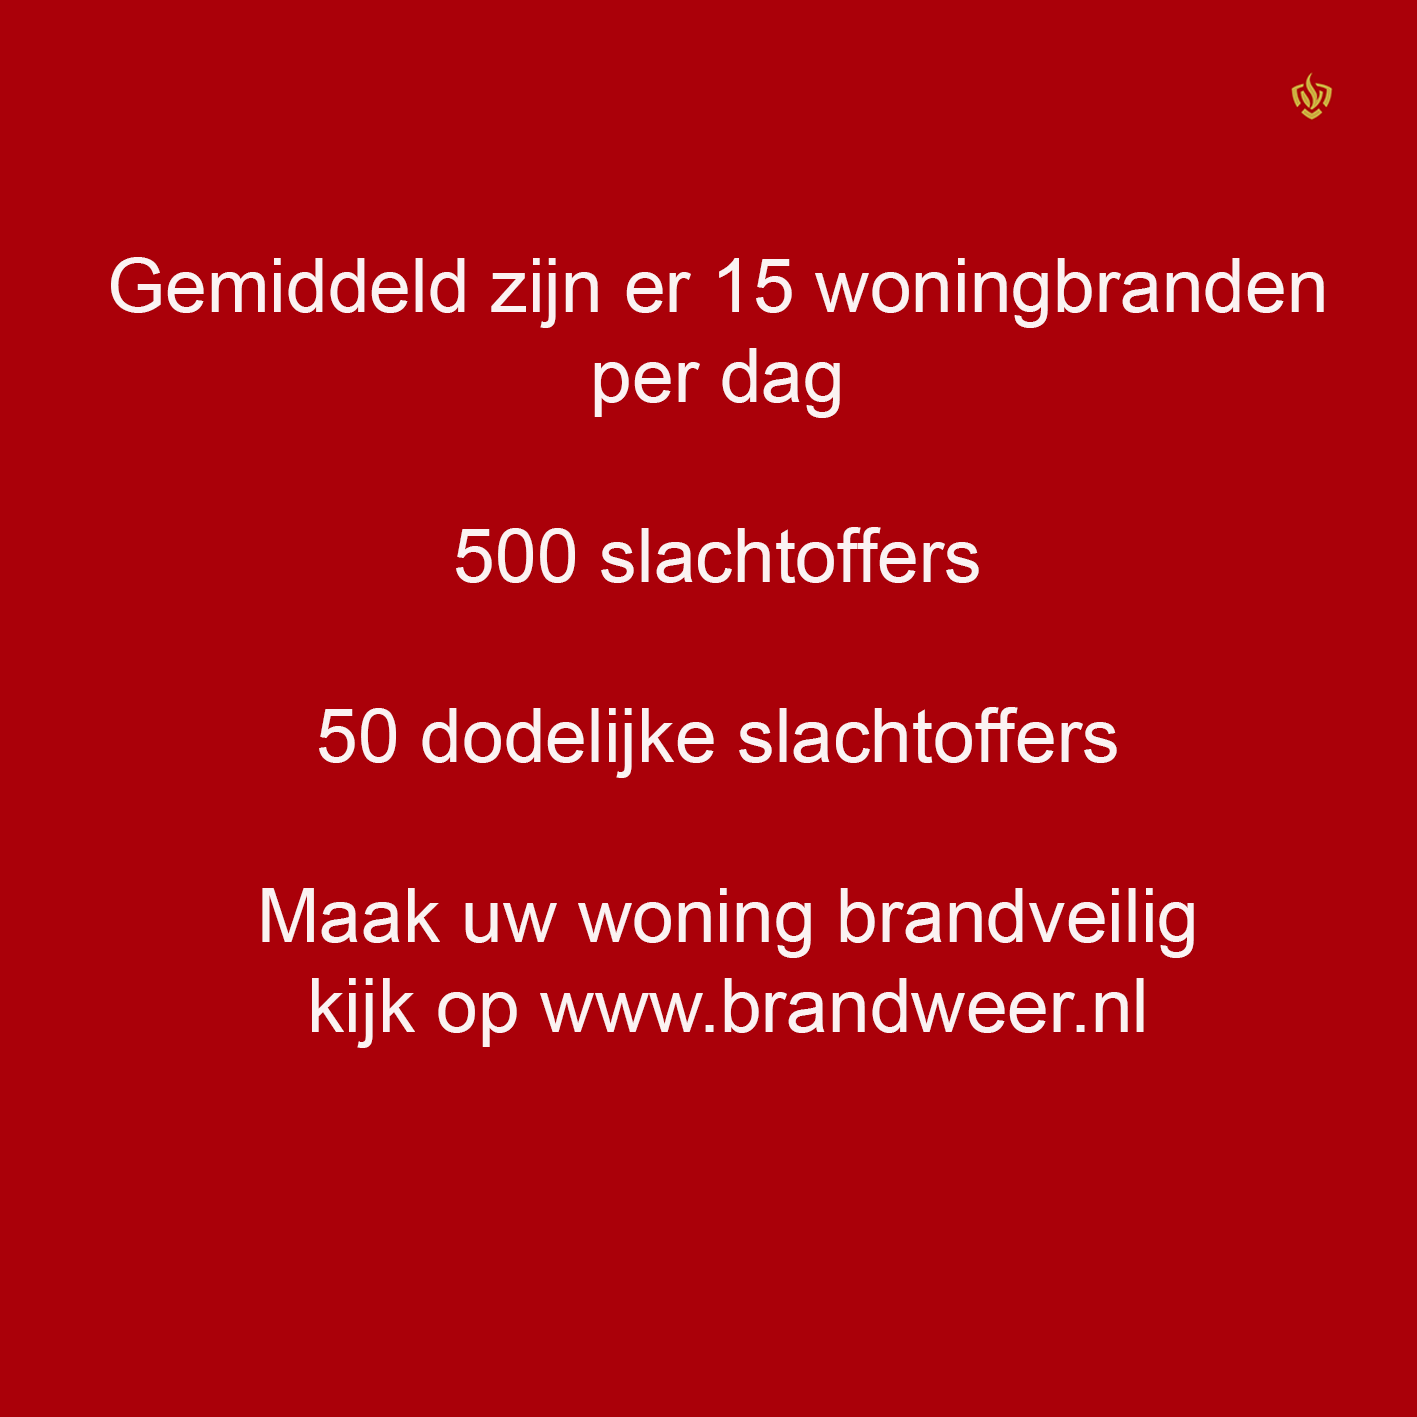 Gemiddeld zijn er 15 woningbranden
per dag
500 slachtoffers
50 dodelijke slachtoffers
Maak uw woning brandveilig
kijk op www.brandweer.nl